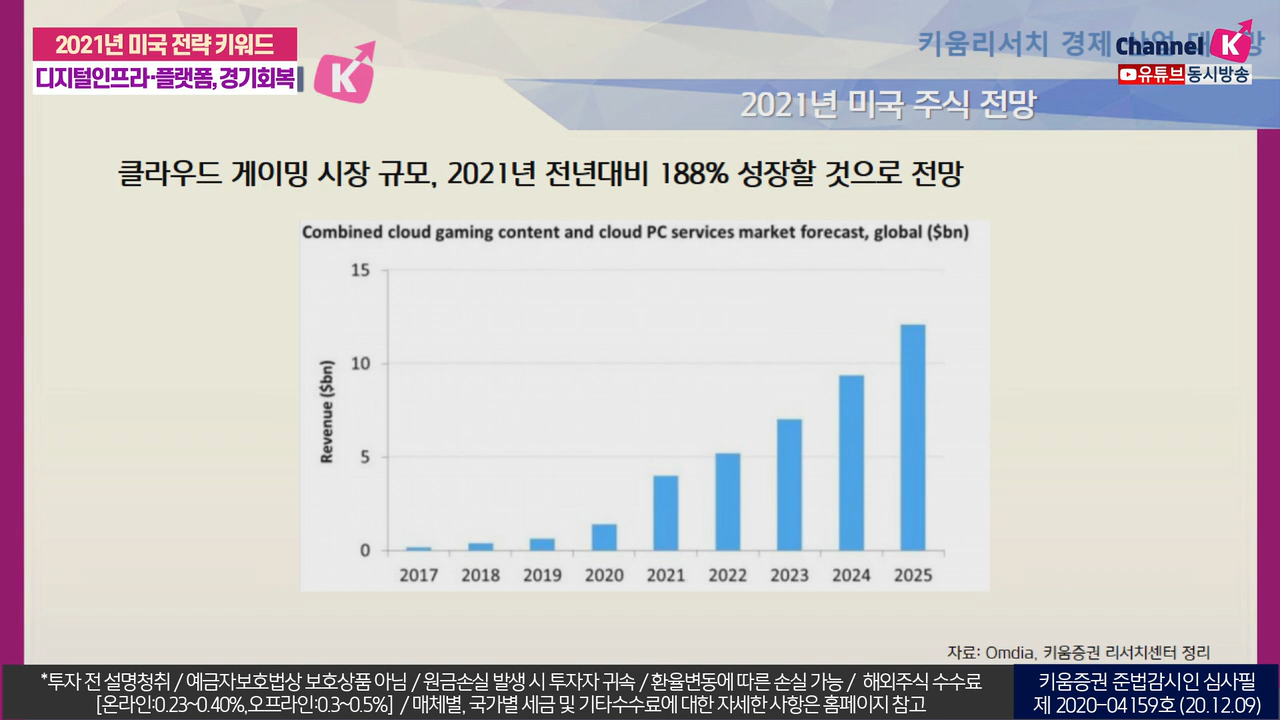 2021년 미국 전략 키워드
디지털인프라·플랫폼, 경기회복
K
키움리서치 경제
Channel K
유튜브동시방송
2021년 미국 주식 전망
클라우드 게이밍 시장 규모, 2021년 전년대비 188% 성장할 것으로 전망
Combined cloud gaming content and cloud PC services market forecast, global ($bn)
Revenue ($bn)
15
10
5
0
2017 2018 2019 2020 2021 2022 2023 2024 2025
자료: Omdia, 키움증권 리서치센터 정리
*투자 전 설명청취 / 예금자보호법상 보호상품 아님 / 원금손실 발생 시 투자자 귀속 / 환율변동에 따른 손실 가능 / 해외주식 수수료
[온라인:0.23~0.40%,오프라인:0.3~0.5%] / 매체별, 국가별 세금 및 기타수수료에 대한 자세한 사항은 홈페이지 참고
키움증권 준법감시인 심사필
제 2020-04159호 (20.12.09)